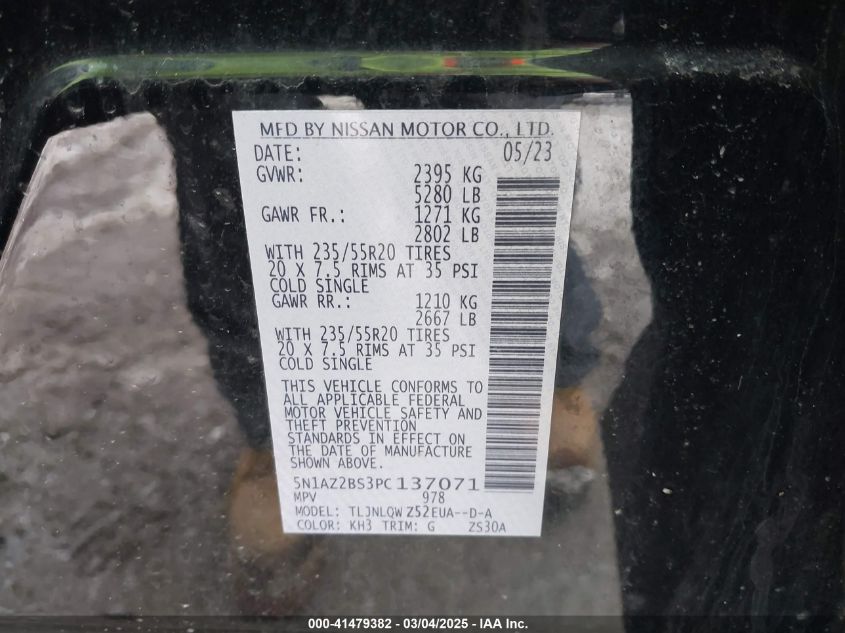 MFD BY NISSAN MOTOR CO., LTD.
DATE: 05/23
GVWR: 2395 KG
5280 LB
GAWR FR.: 1271 KG
2802 LB
WITH 235/55R20 TIRES
20 X 7.5 RIMS AT 35 PSI
COLD SINGLE
GAWR RR.: 1210 KG
2667 LB
WITH 235/55R20 TIRES
20 X 7.5 RIMS AT 35 PSI
COLD SINGLE
THIS VEHICLE CONFORMS TO
ALL APPLICABLE FEDERAL
MOTOR VEHICLE SAFETY AND
THEFT PREVENTION
STANDARDS IN EFFECT ON
THE DATE OF MANUFACTURE
SHOWN ABOVE.
5N1AZ2BS3PC137071
MPV 978
MODEL: TLJNLQW Z52EUA--D-A
COLOR: KH3 TRIM: G ZS30A
000-41479382 - 03/04/2025 - IAA Inc.